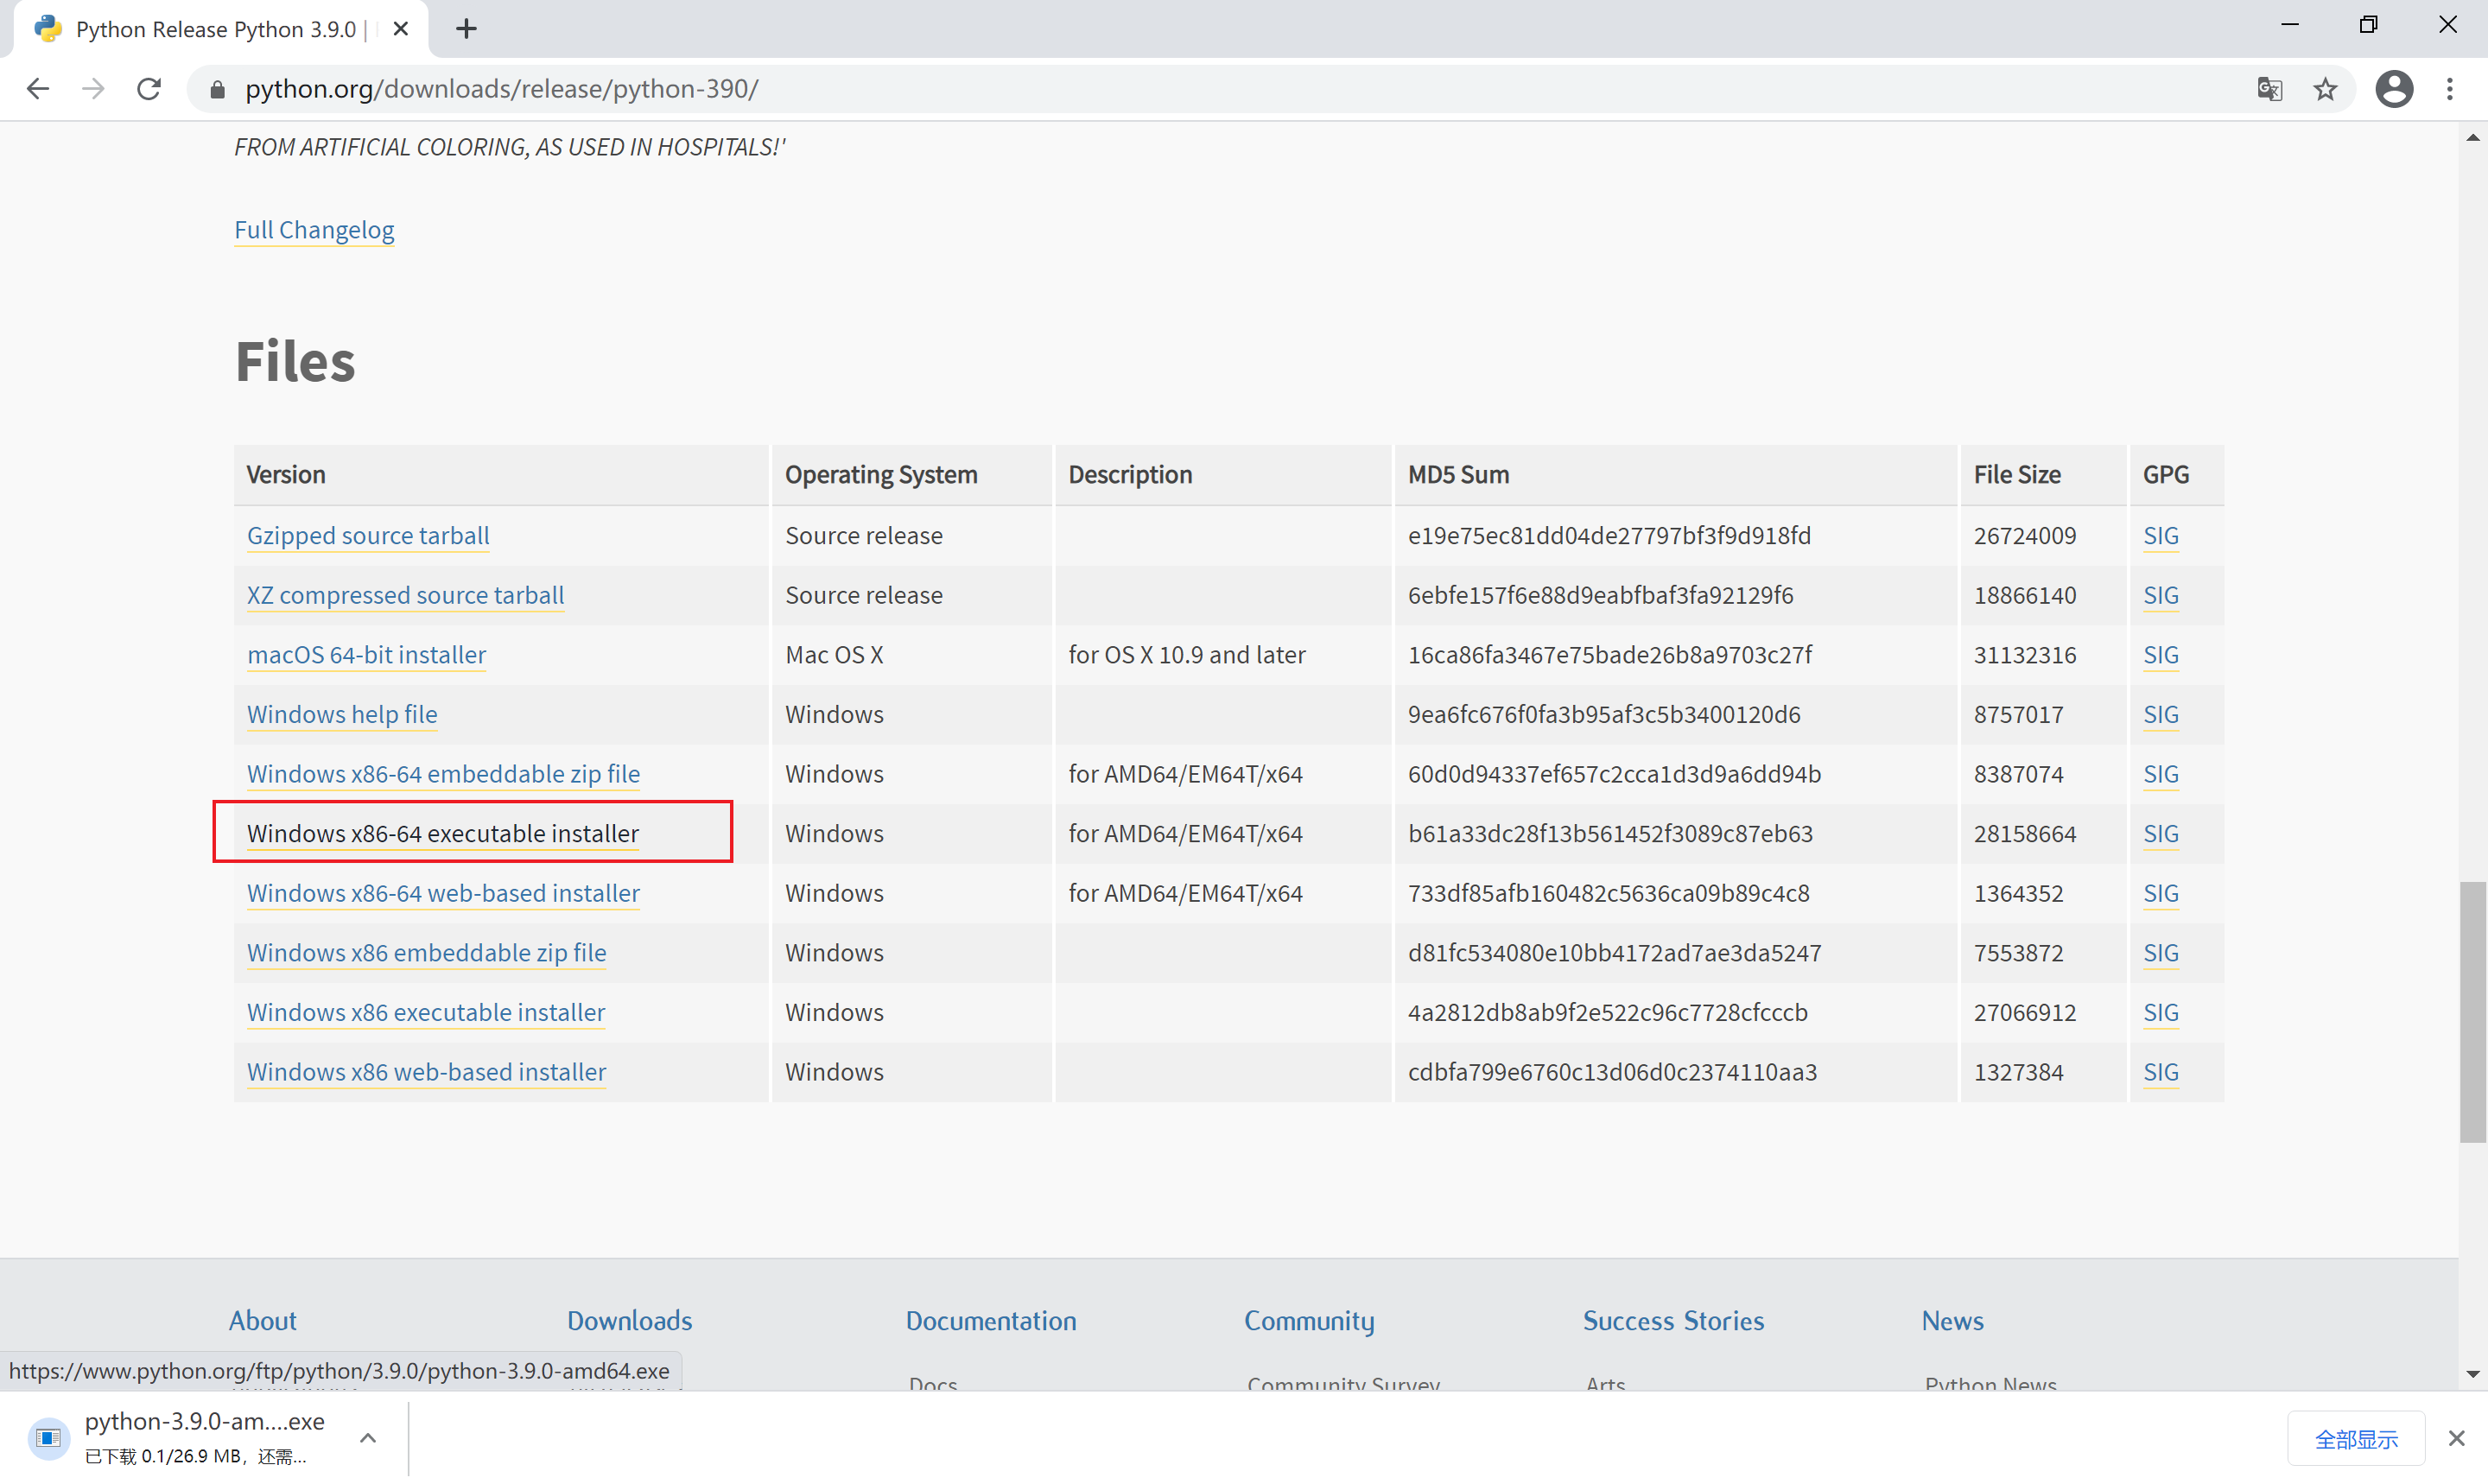 Python Release Python 3.9.0 |
python.org/downloads/release/python-390/
FROM ARTIFICIAL COLORING, AS USED IN HOSPITALS!'
Full Changelog
Files
Version Operating System Description MD5 Sum File Size GPG
Gzipped source tarball Source release e19e75ec81dd04de27797bf3f9d918fd 26724009 SIG
XZ compressed source tarball Source release 6ebfe157f6e88d9eabfbaf3fa92129f6 18866140 SIG
macOS 64-bit installer Mac OS X for OS X 10.9 and later 16ca86fa3467e75bade26b8a9703c27f 31132316 SIG
Windows help file Windows 9ea6fc676f0fa3b95af3c5b3400120d6 8757017 SIG
Windows x86-64 embeddable zip file Windows for AMD64/EM64T/x64 60d0d94337ef657c2cca1d3d9a6dd94b 8387074 SIG
Windows x86-64 executable installer Windows for AMD64/EM64T/x64 b61a33dc28f13b561452f3089c87eb63 28158664 SIG
Windows x86-64 web-based installer Windows for AMD64/EM64T/x64 733df85afb160482c5636ca09b89c4c8 1364352 SIG
Windows x86 embeddable zip file Windows d81fc534080e10bb4172ad7ae3da5247 7553872 SIG
Windows x86 executable installer Windows 4a2812db8ab9f2e522c96c7728cfcccb 27066912 SIG
Windows x86 web-based installer Windows cdbfa799e6760c13d06d0c2374110aa3 1327384 SIG
About Downloads Documentation Community Success Stories News
https://www.python.org/ftp/python/3.9.0/python-3.9.0-amd64.exe
Docs Community Survey Arts Python News
python-3.9.0-am....exe
已下载 0.1/26.9 MB，还需...
全部显示